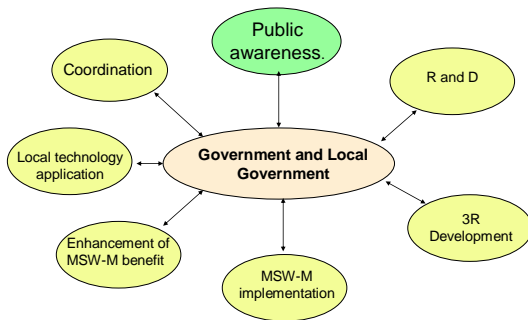 Public
awareness.
Coordination
R and D
Local technology
application
Government and Local
Government
3R
Development
Enhancement of
MSW-M benefit
MSW-M
implementation